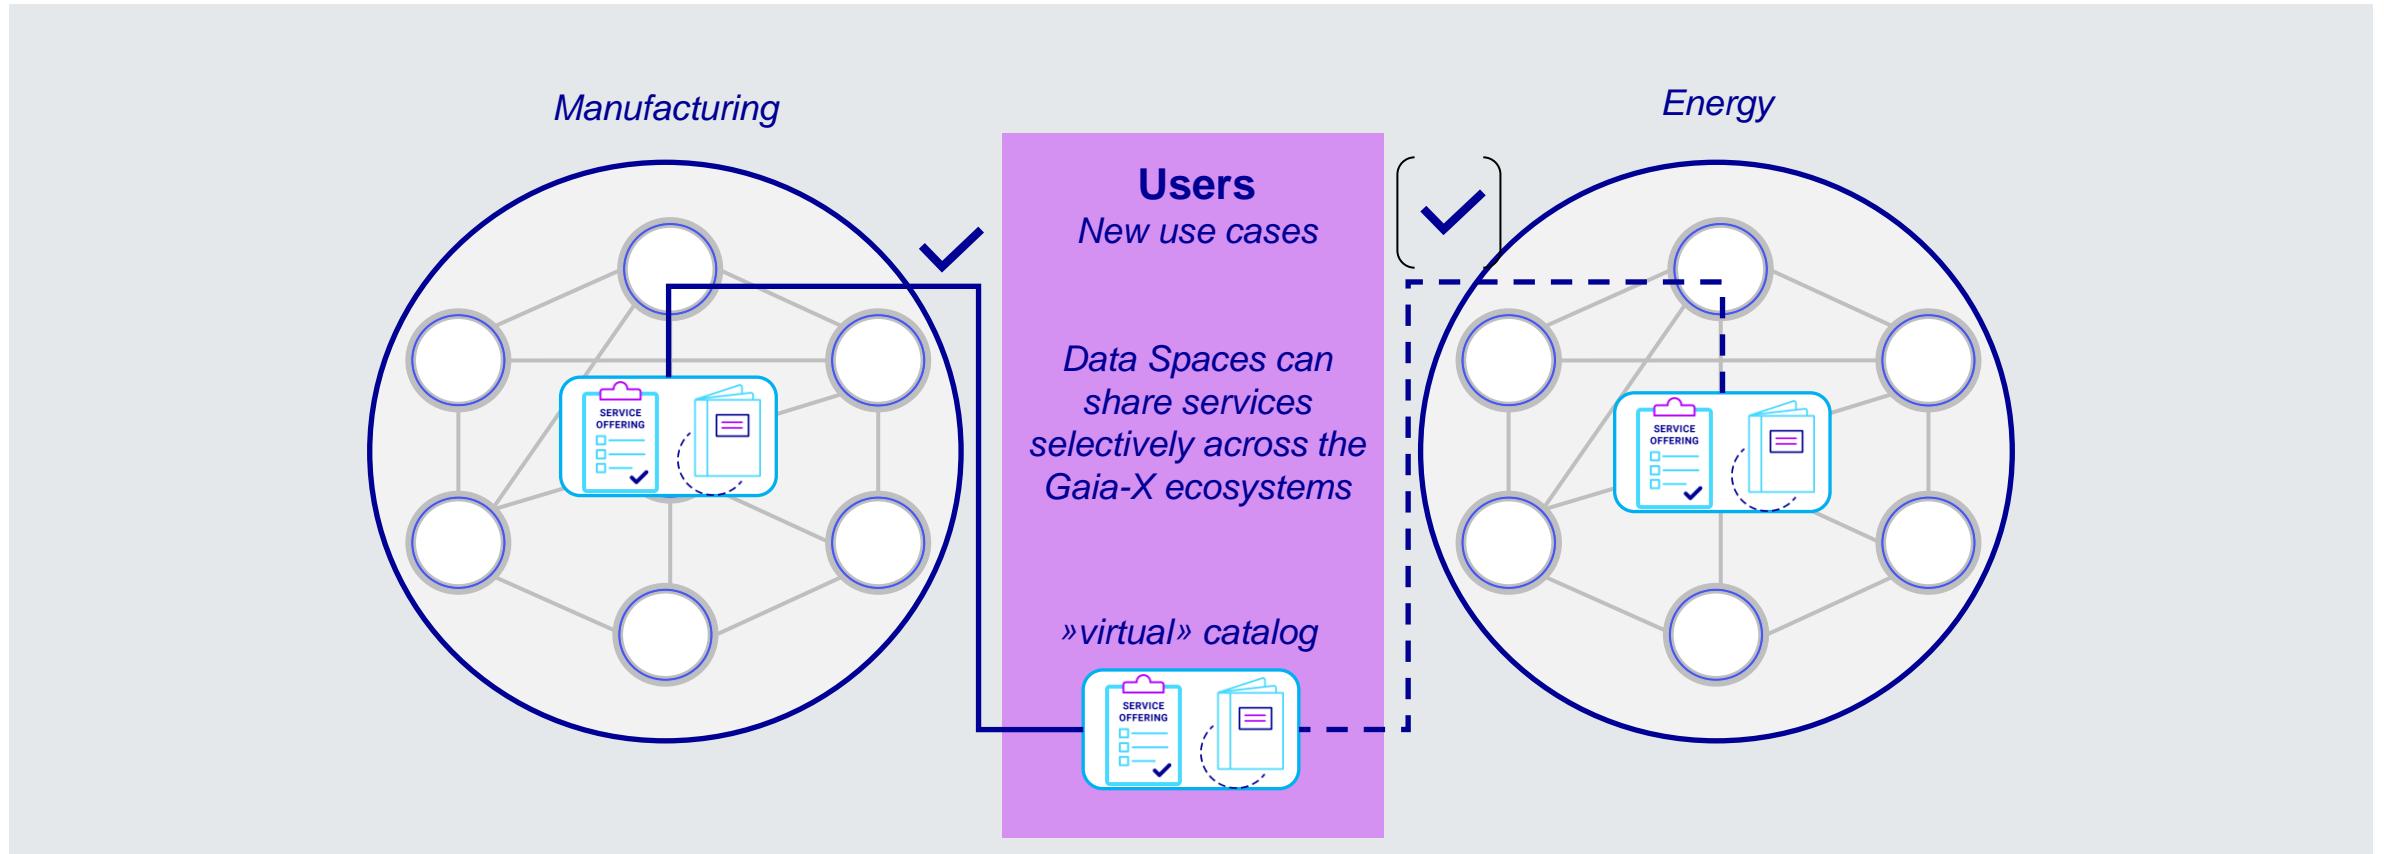 Manufacturing
Energy
Users
New use cases
Data Spaces can
share services
selectively across the
Gaia-X ecosystems
SERVICE
OFFERING
SERVICE
OFFERING
»virtual» catalog
SERVICE
OFFERING